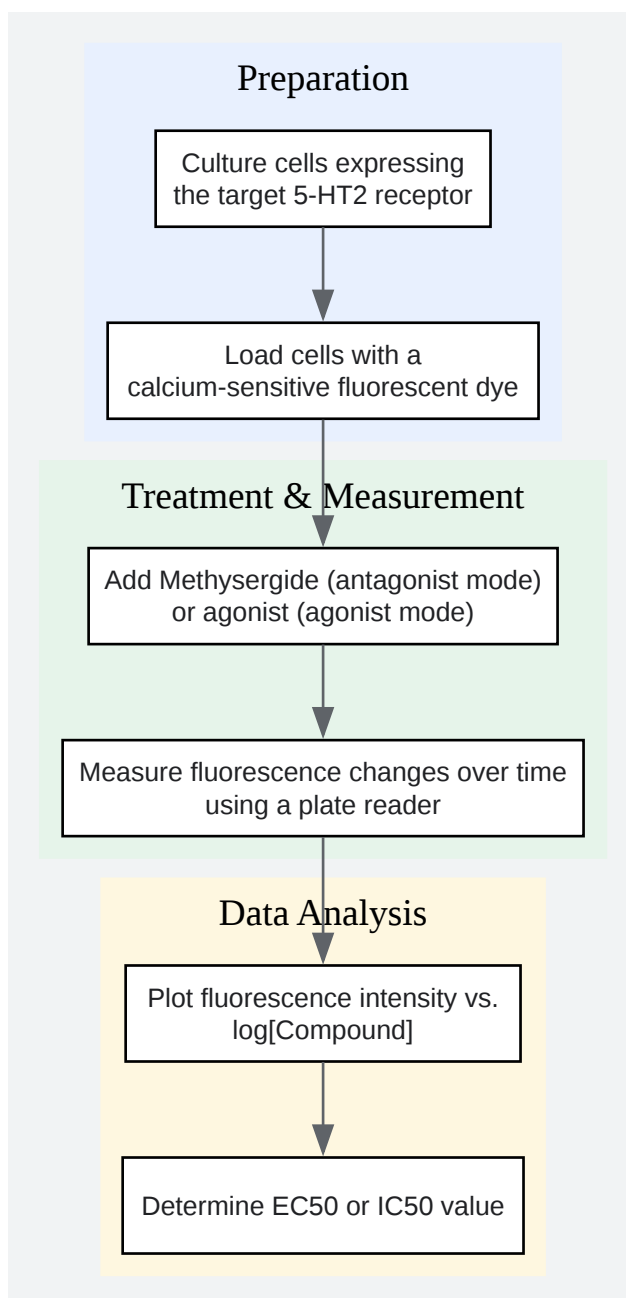 Preparation
Culture cells expressing
the target 5-HT2 receptor
Load cells with a
calcium-sensitive fluorescent dye
Treatment & Measurement
Add Methysergide (antagonist mode)
or agonist (agonist mode)
Measure fluorescence changes over time
using a plate reader
Data Analysis
Plot fluorescence intensity vs.
log[Compound]
Determine EC50 or IC50 value